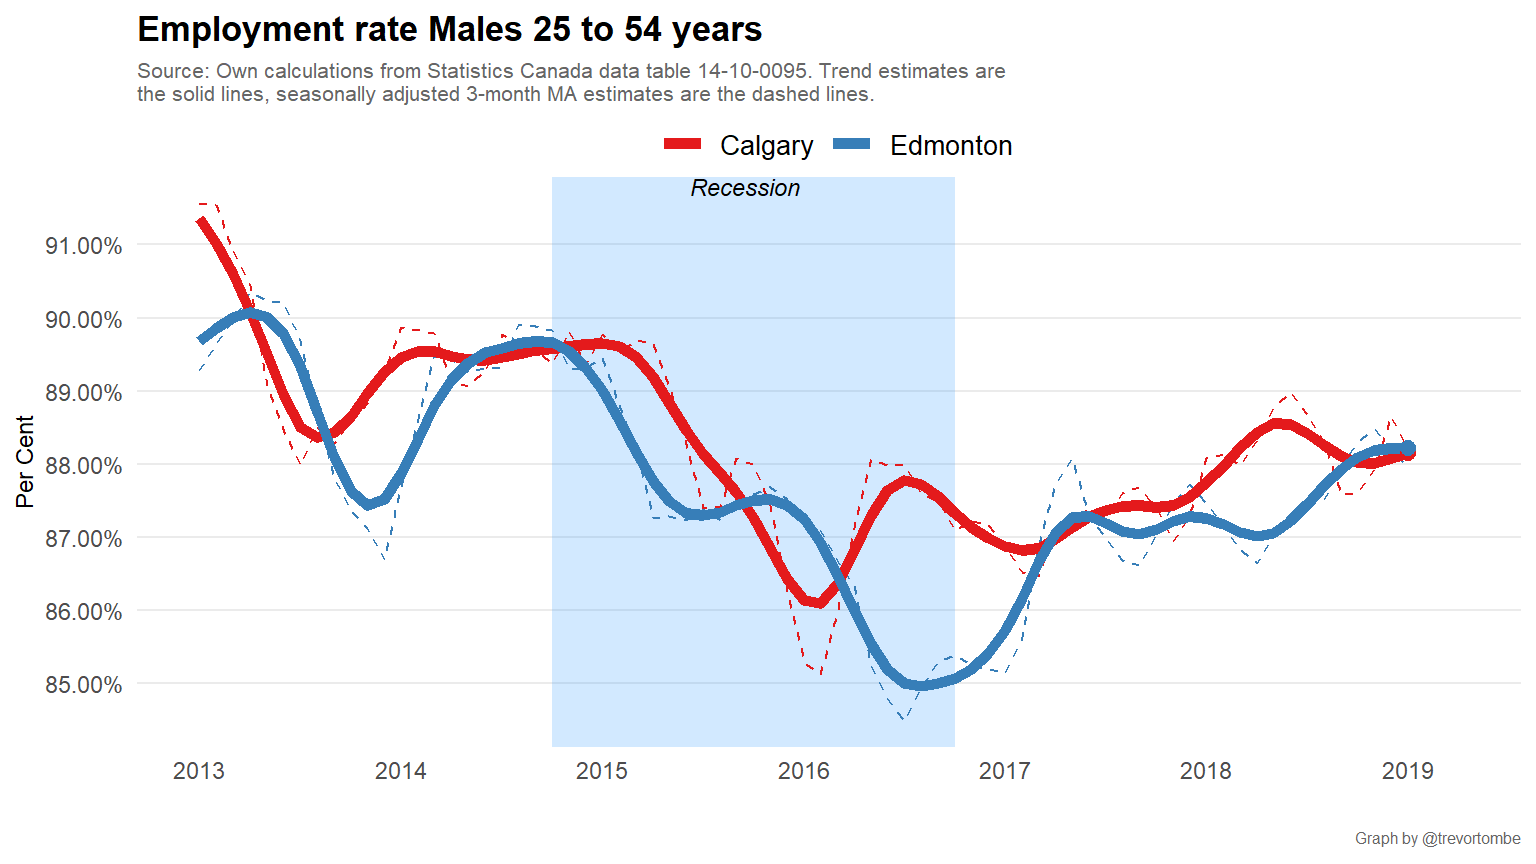 Employment rate Males 25 to 54 years
Source: Own calculations from Statistics Canada data table 14-10-0095. Trend estimates are
the solid lines, seasonally adjusted 3-month MA estimates are the dashed lines.
Calgary Edmonton
Recession
91.00%
90.00%
89.00%
88.00%
87.00%
86.00%
85.00%
Per Cent
2013 2014 2015 2016 2017 2018 2019
Graph by @trevortombe